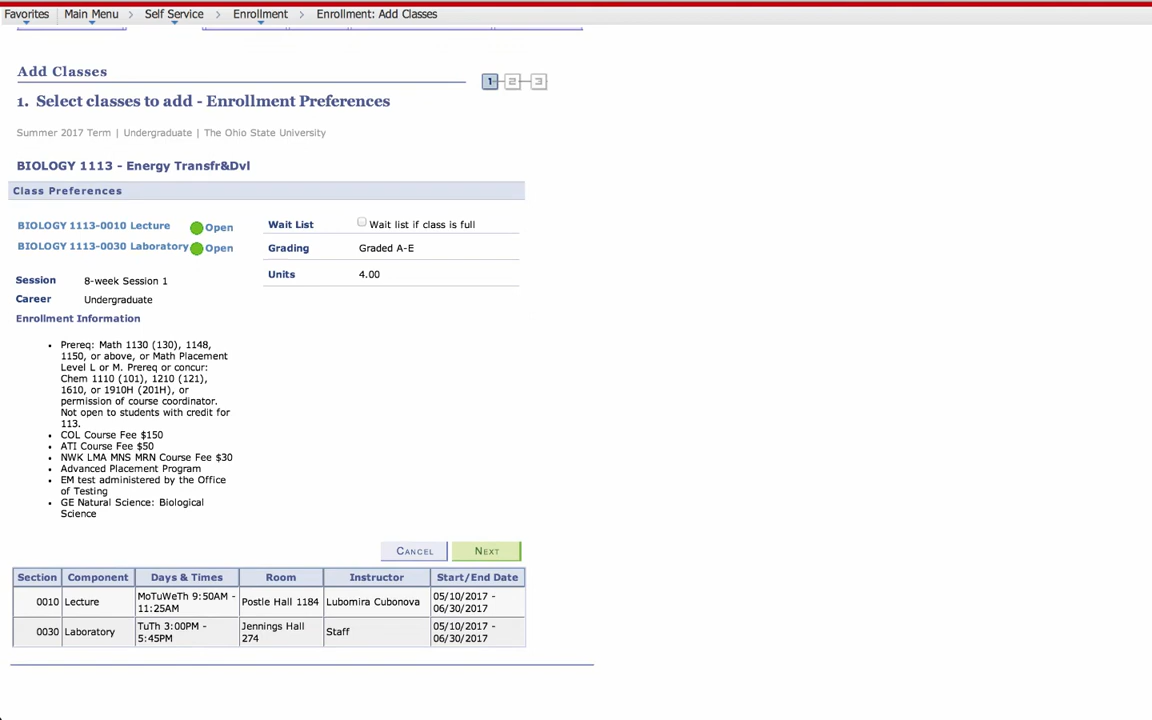 Favorites Main Menu > Self Service > Enrollment > Enrollment: Add Classes
Add Classes
1 2 3
1. Select classes to add - Enrollment Preferences
Summer 2017 Term | Undergraduate | The Ohio State University
BIOLOGY 1113 - Energy Transfr&Dvl
Class Preferences
BIOLOGY 1113-0010 Lecture Open
BIOLOGY 1113-0030 Laboratory Open
Wait List Wait list if class is full
Grading Graded A-E
Units 4.00
Session 8-week Session 1
Career Undergraduate
Enrollment Information
• Prereq: Math 1130 (130), 1148,
1150, or above, or Math Placement
Level L or M. Prereq or concur:
Chem 1110 (101), 1210 (121),
1610, or 1910H (201H), or
permission of course coordinator.
Not open to students with credit for
113.
• COL Course Fee $150
• ATI Course Fee $50
• NWK LMA MNS MRN Course Fee $30
• Advanced Placement Program
• EM test administered by the Office
of Testing
• GE Natural Science: Biological
Science
CANCEL NEXT
Section Component Days & Times Room Instructor Start/End Date
0010 Lecture MoTuWeTh 9:50AM - 11:25AM Postle Hall 1184 Lubomira Cubonova 05/10/2017 - 06/30/2017
0030 Laboratory TuTh 3:00PM - 5:45PM Jennings Hall 274 Staff 05/10/2017 - 06/30/2017